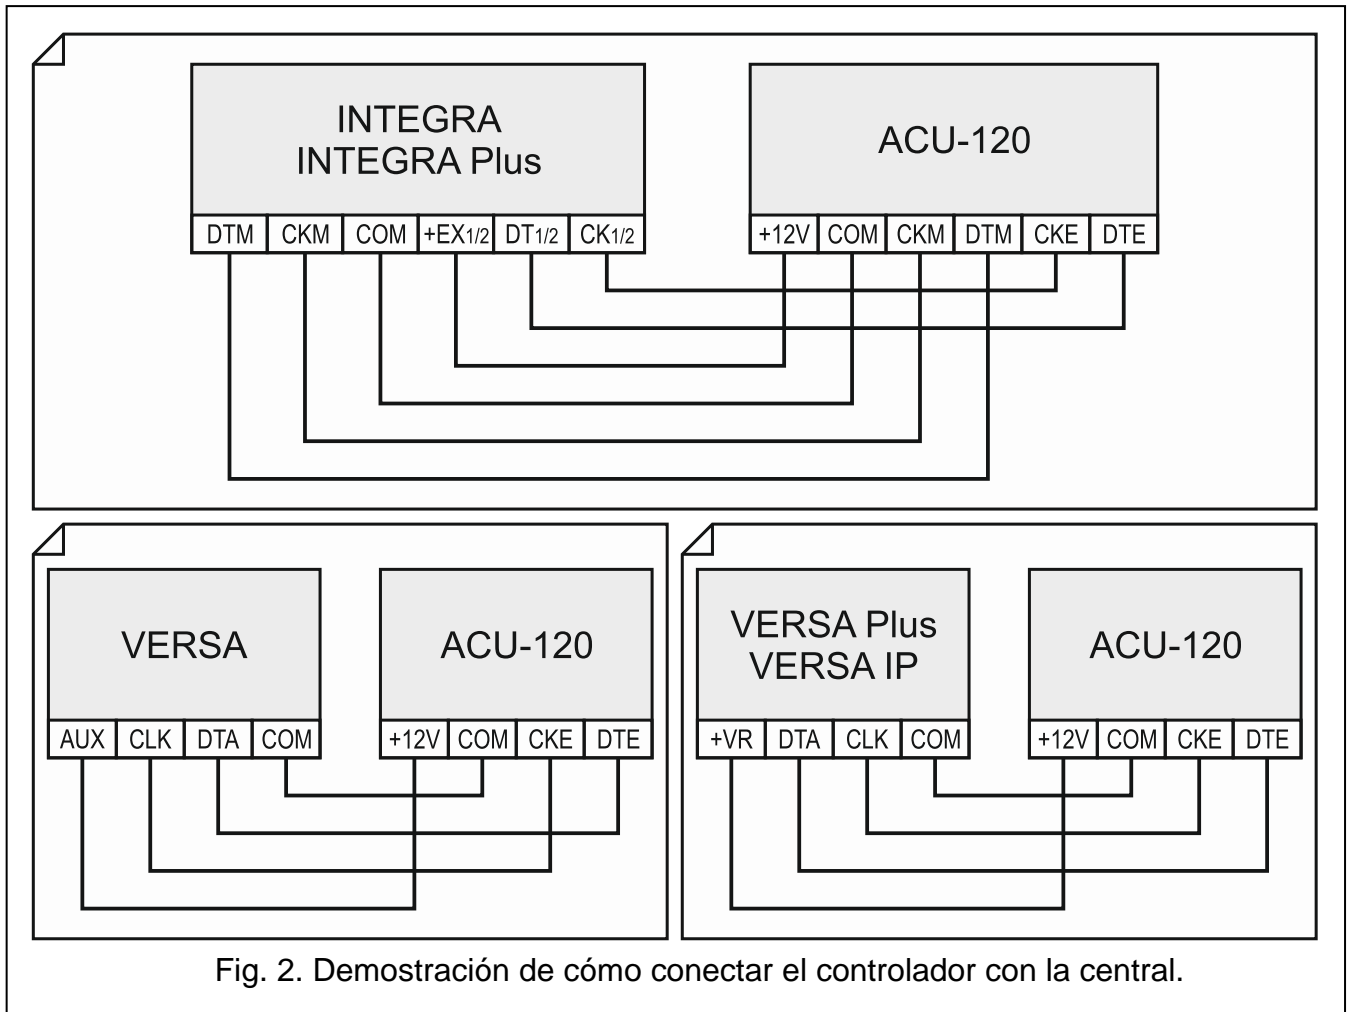 INTEGRA
INTEGRA Plus
ACU-120
DTM CKM COM +EX1/2 DT1/2 CK1/2
+12V COM CKM DTM CKE DTE
VERSA
ACU-120
AUX CLK DTA COM
+12V COM CKE DTE
VERSA Plus
VERSA IP
ACU-120
+VR DTA CLK COM
+12V COM CKE DTE
Fig. 2. Demostración de cómo conectar el controlador con la central.